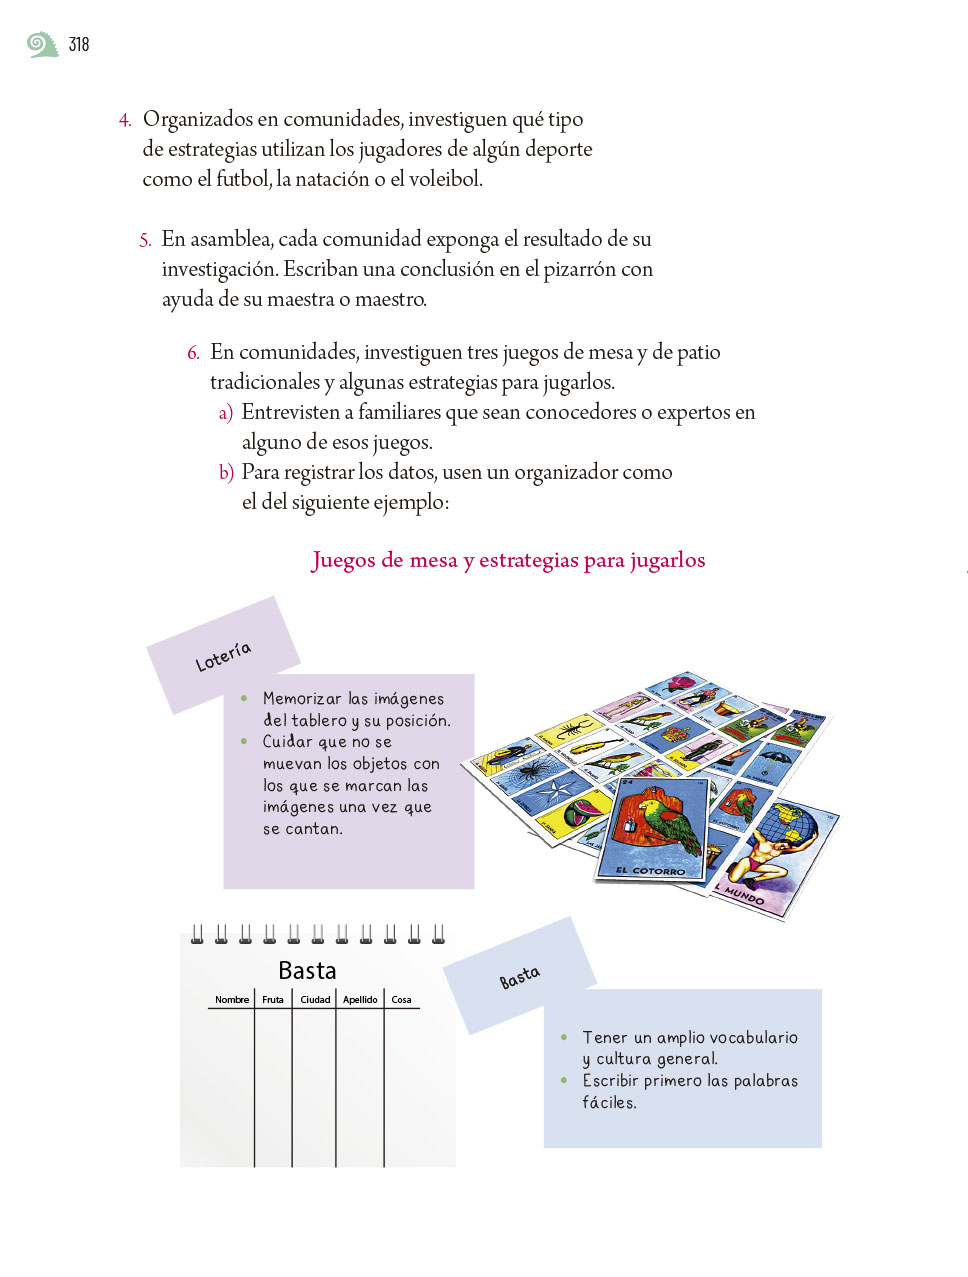 318
4. Organizados en comunidades, investiguen qué tipo
de estrategias utilizan los jugadores de algún deporte
como el futbol, la natación o el voleibol.
5. En asamblea, cada comunidad exponga el resultado de su
investigación. Escriban una conclusión en el pizarrón con
ayuda de su maestra o maestro.
6. En comunidades, investiguen tres juegos de mesa y de patio
tradicionales y algunas estrategias para jugarlos.
a) Entrevisten a familiares que sean conocedores o expertos en
alguno de esos juegos.
b) Para registrar los datos, usen un organizador como
el del siguiente ejemplo:
Juegos de mesa y estrategias para jugarlos
Lotería
• Memorizar las imágenes
del tablero y su posición.
• Cuidar que no se
muevan los objetos con
los que se marcan las
imágenes una vez que
se cantan.
24
EL COTORRO
L MUNDO
Basta
Nombre Fruta Ciudad Apellido Cosa
Basta
• Tener un amplio vocabulario
y cultura general.
• Escribir primero las palabras
fáciles.